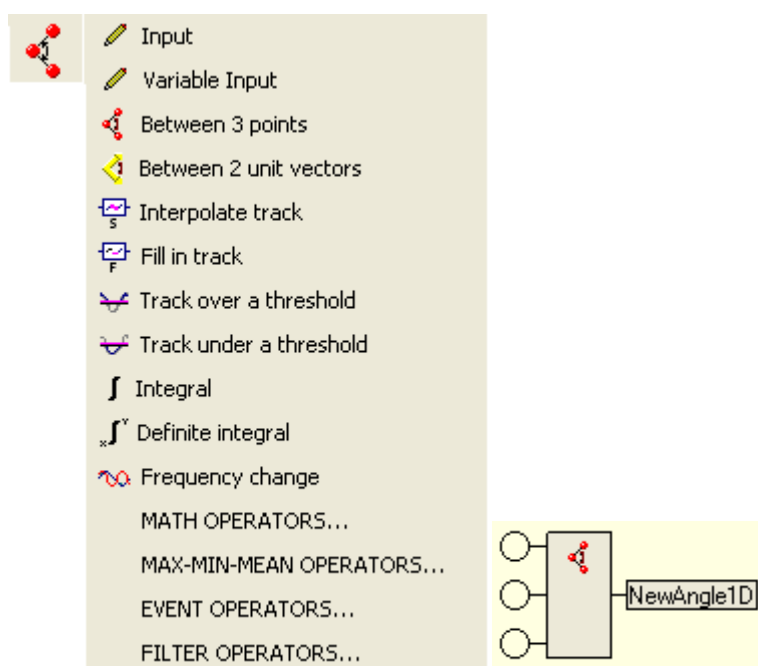 Input
Variable Input
Between 3 points
Between 2 unit vectors
S Interpolate track
F Fill in track
Track over a threshold
Track under a threshold
Integral
x Y Definite integral
Frequency change
MATH OPERATORS...
MAX-MIN-MEAN OPERATORS...
EVENT OPERATORS...
FILTER OPERATORS...
NewAngle1D